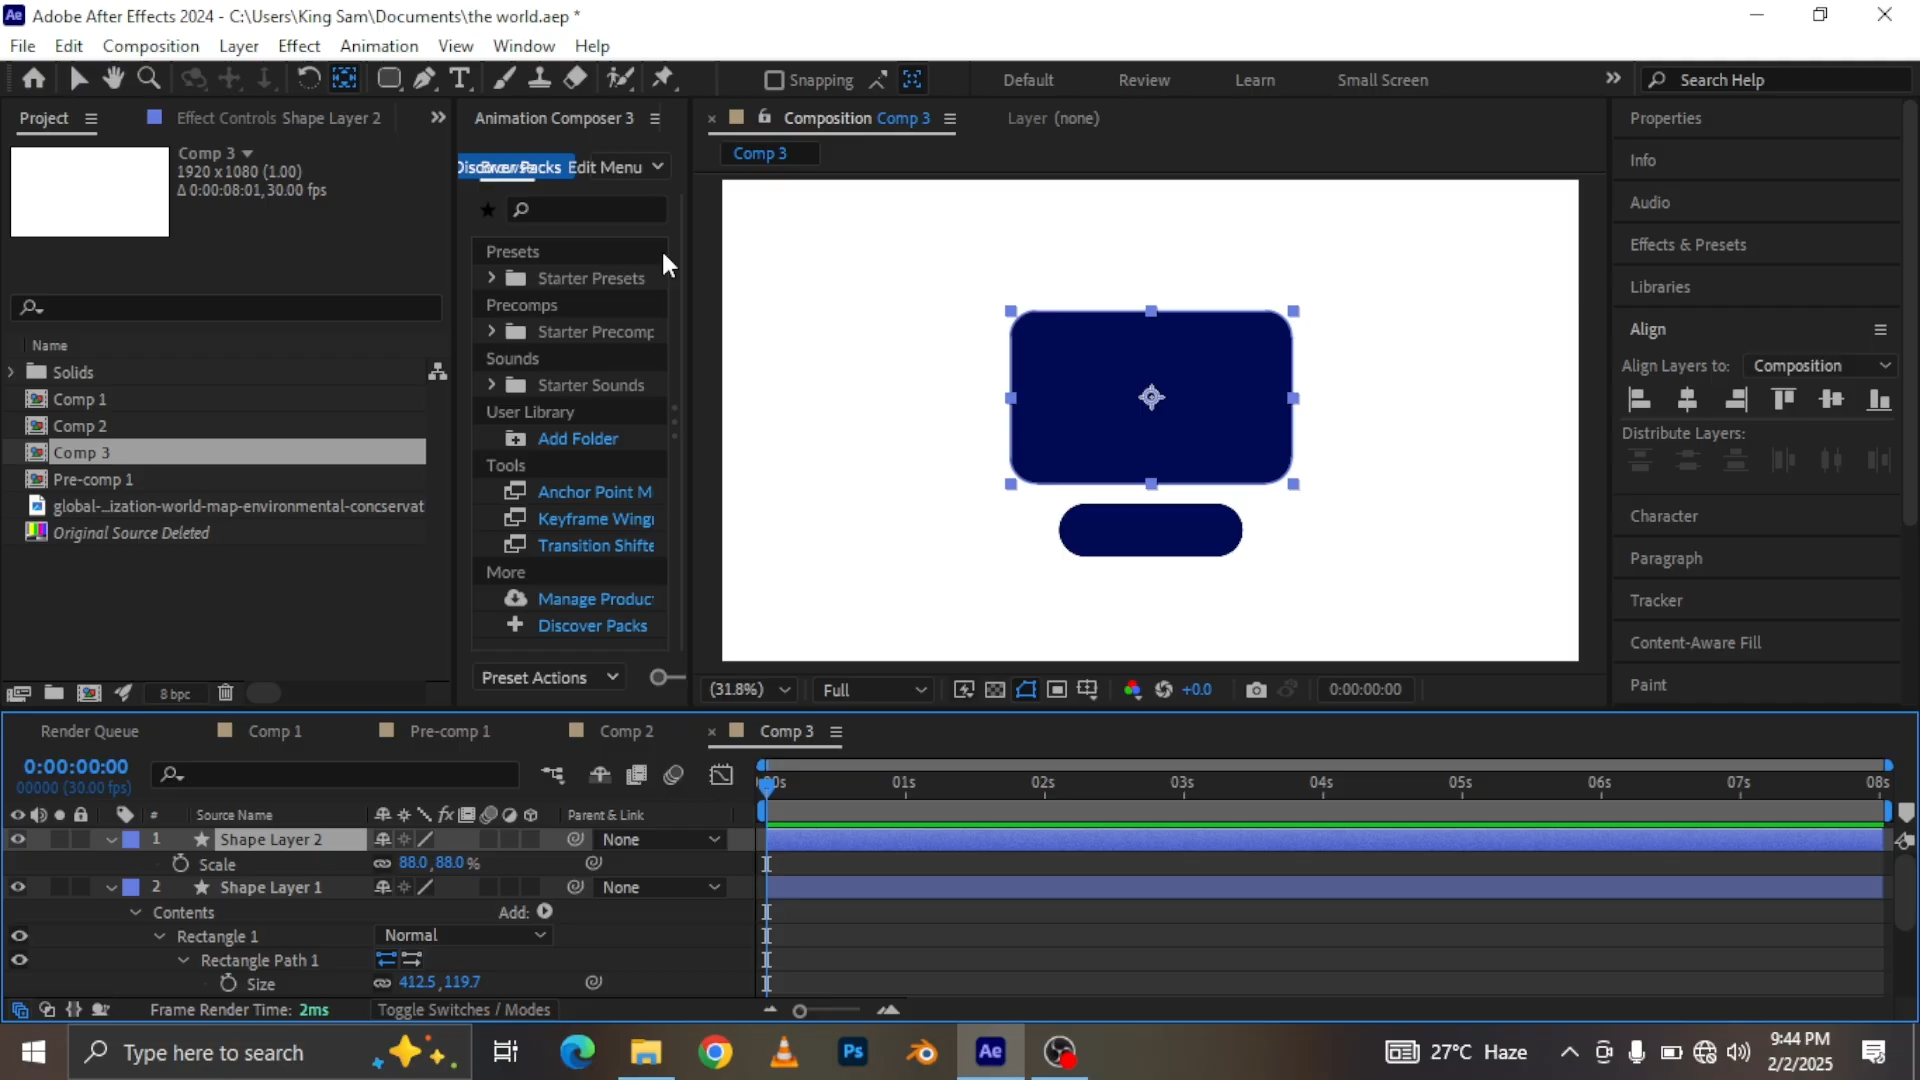 Adobe After Effects 2024 - C:\Users\King Sam\Documents\the world.aep *
File Edit Composition Layer Effect Animation View Window Help
Snapping Default Review Learn Small Screen Search Help
Project Effect Controls Shape Layer 2
Comp 3
1920 x 1080 (1.00)
Δ 0:00:08:01, 30.00 fps
Name
Solids
Comp 1
Comp 2
Comp 3
Pre-comp 1
global-...ization-world-map-environmental-concservat
Original Source Deleted
8 bpc
Animation Composer 3
Discover Packs Edit Menu
Presets
Starter Presets
Precomps
Starter Precomp
Sounds
Starter Sounds
User Library
Add Folder
Tools
Anchor Point M
Keyframe Wing
Transition Shifte
More
Manage Produc
Discover Packs
Preset Actions
Composition Comp 3 Layer (none)
Comp 3
(31.8%) Full +0.0 0:00:00:00
Properties
Info
Audio
Effects & Presets
Libraries
Align
Align Layers to: Composition
Distribute Layers:
Character
Paragraph
Tracker
Content-Aware Fill
Paint
Render Queue Comp 1 Pre-comp 1 Comp 2 Comp 3
0:00:00:00
00000 (30.00 fps)
:00s 01s 02s 03s 04s 05s 06s 07s 08s
# Source Name Parent & Link
1 Shape Layer 2 None
Scale 88.0, 88.0 %
2 Shape Layer 1 None
Contents Add:
Rectangle 1 Normal
Rectangle Path 1
Size 412.5, 119.7
Frame Render Time: 2ms Toggle Switches / Modes
Type here to search Ps Ae 27°C Haze 9:44 PM
2/2/2025